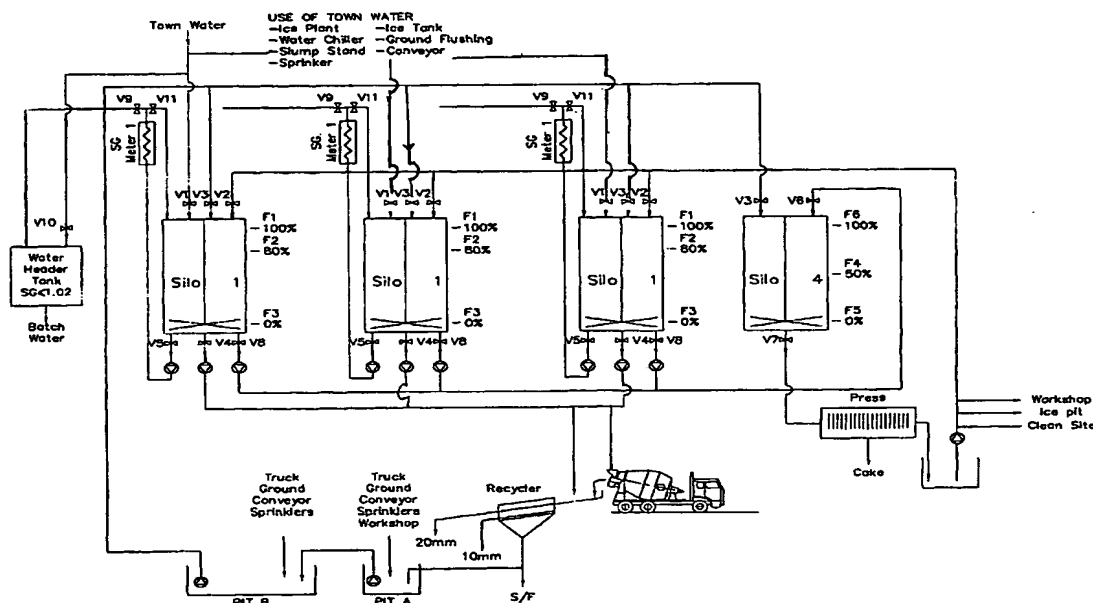 Town Water
USE OF TOWN WATER
-Ice Plant -Ice Tank
-Water Chiller -Ground Flushing
-Slump Stand -Conveyor
-Sprinker
V9 V11
V9 V11
V9 V11
SG Meter 1
SG. Meter 1
SG Meter 1
V1 V3 V2
V1 V3 V2
V1 V3 V2
V3 V8
V10
F1
100%
F2
80%
F1
100%
F2
80%
F1
100%
F2
80%
F6
100%
F4
50%
Water
Header
Tank
SG<1.02
Silo 1
Silo 1
Silo 1
Silo 4
F3
0%
F3
0%
F3
0%
F5
0%
Batch
Water
V5 V4 V8
V5 V4 V8
V5 V4 V8
V7
Press
Workshop
Ice pit
Clean Site
Cake
Truck
Ground
Conveyor
Sprinklers
Truck
Ground
Conveyor
Sprinklers
Workshop
Recycler
20mm
10mm
S/F
PIT B
PIT A